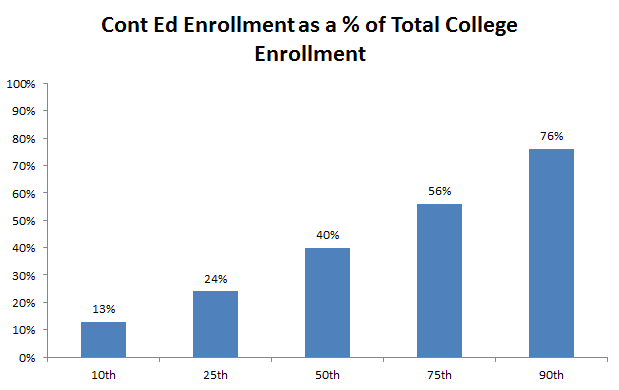 Cont Ed Enrollment as a % of Total College
Enrollment
100%
90%
80%
70%
60%
50%
40%
30%
20%
10%
0%
13%
24%
40%
56%
76%
10th
25th
50th
75th
90th